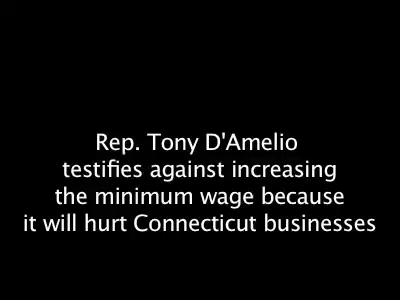 Rep. Tony D'Amelio
testifies against increasing
the minimum wage because
it will hurt Connecticut businesses